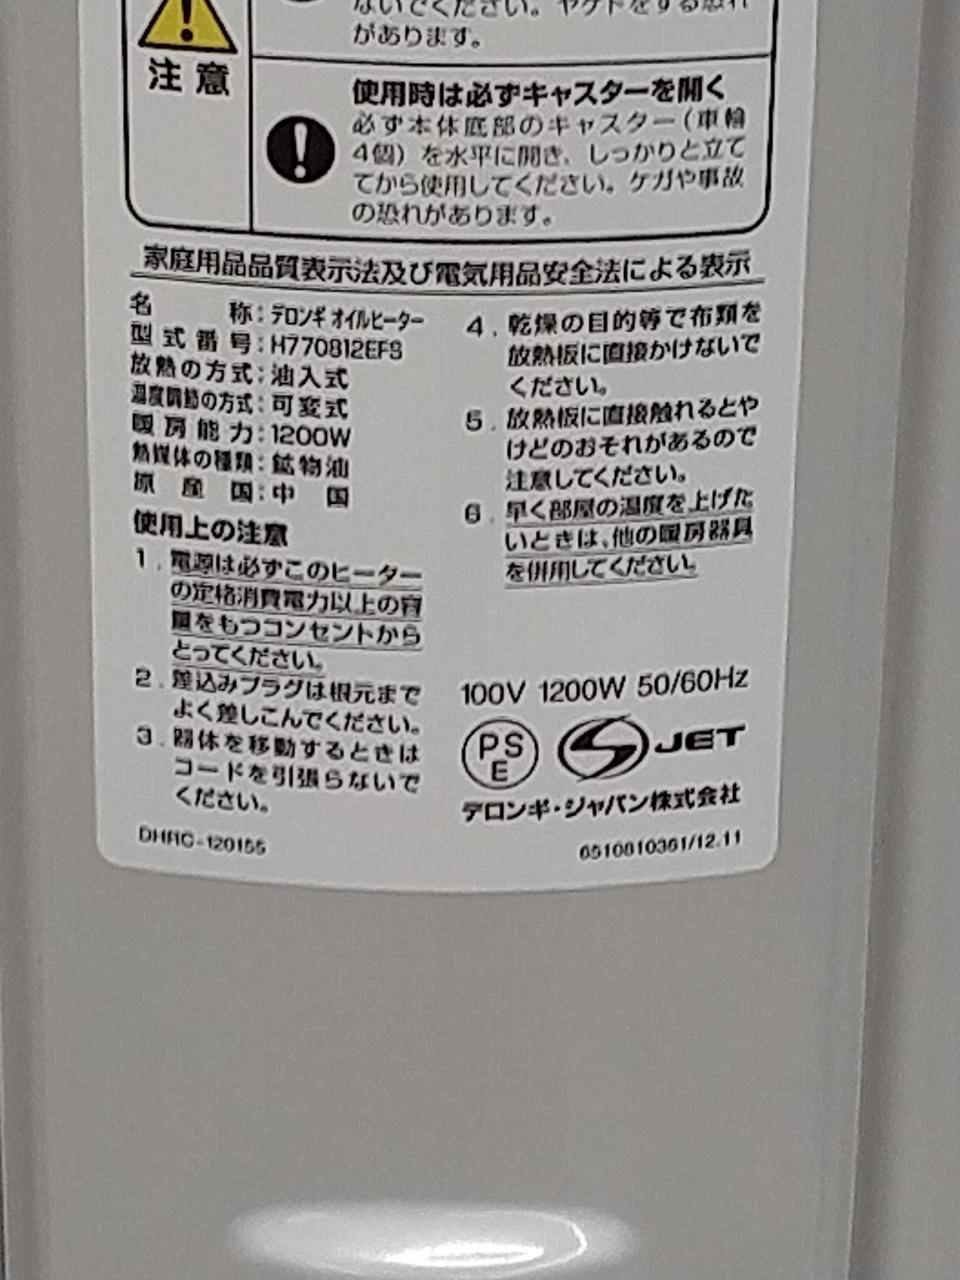 ないでください。ヤケドをする恐れ
があります。
注意
使用時は必ずキャスターを開く
必ず本体底部のキャスター(車輪
4個)を水平に開き、しっかりと立て
てから使用してください。ケガや事故
の恐れがあります。
家庭用品品質表示法及び電気用品安全法による表示
名称:デロンギ オイルヒーター
型式番号:H770812EFS
放熱の方式:油入式
温度調節の方式:可変式
暖房能力:1200W
熱媒体の種類:鉱物油
原産国:中国
使用上の注意
1.電源は必ずこのヒーター
の定格消費電力以上の容
量をもつコンセントから
とってください。
2.差込みプラグは根元まで
よく差しこんでください。
3.器体を移動するときは
コードを引張らないで
ください。
4.乾燥の目的等で布類を
放熱板に直接かけないで
ください。
5.放熱板に直接触れるとや
けどのおそれがあるので
注意してください。
6.早く部屋の温度を上げた
いときは、他の暖房器具
を併用してください。
100V 1200W 50/60Hz
PS
E
JET
デロンギ・ジャパン株式会社
DHRC-120155
6510810361/12.11